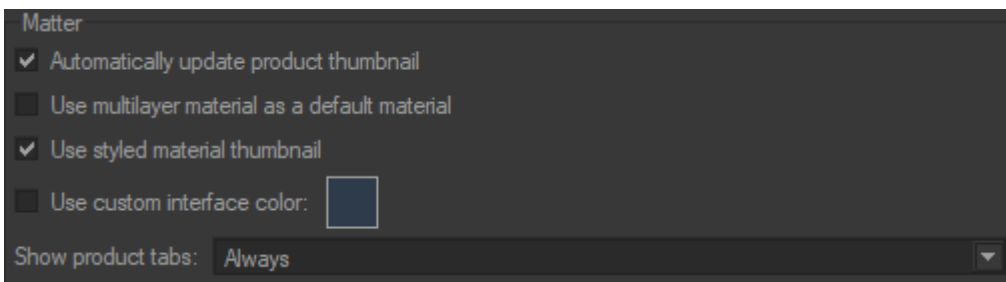 Matter
Automatically update product thumbnail
Use multilayer material as a default material
Use styled material thumbnail
Use custom interface color:
Show product tabs: Always